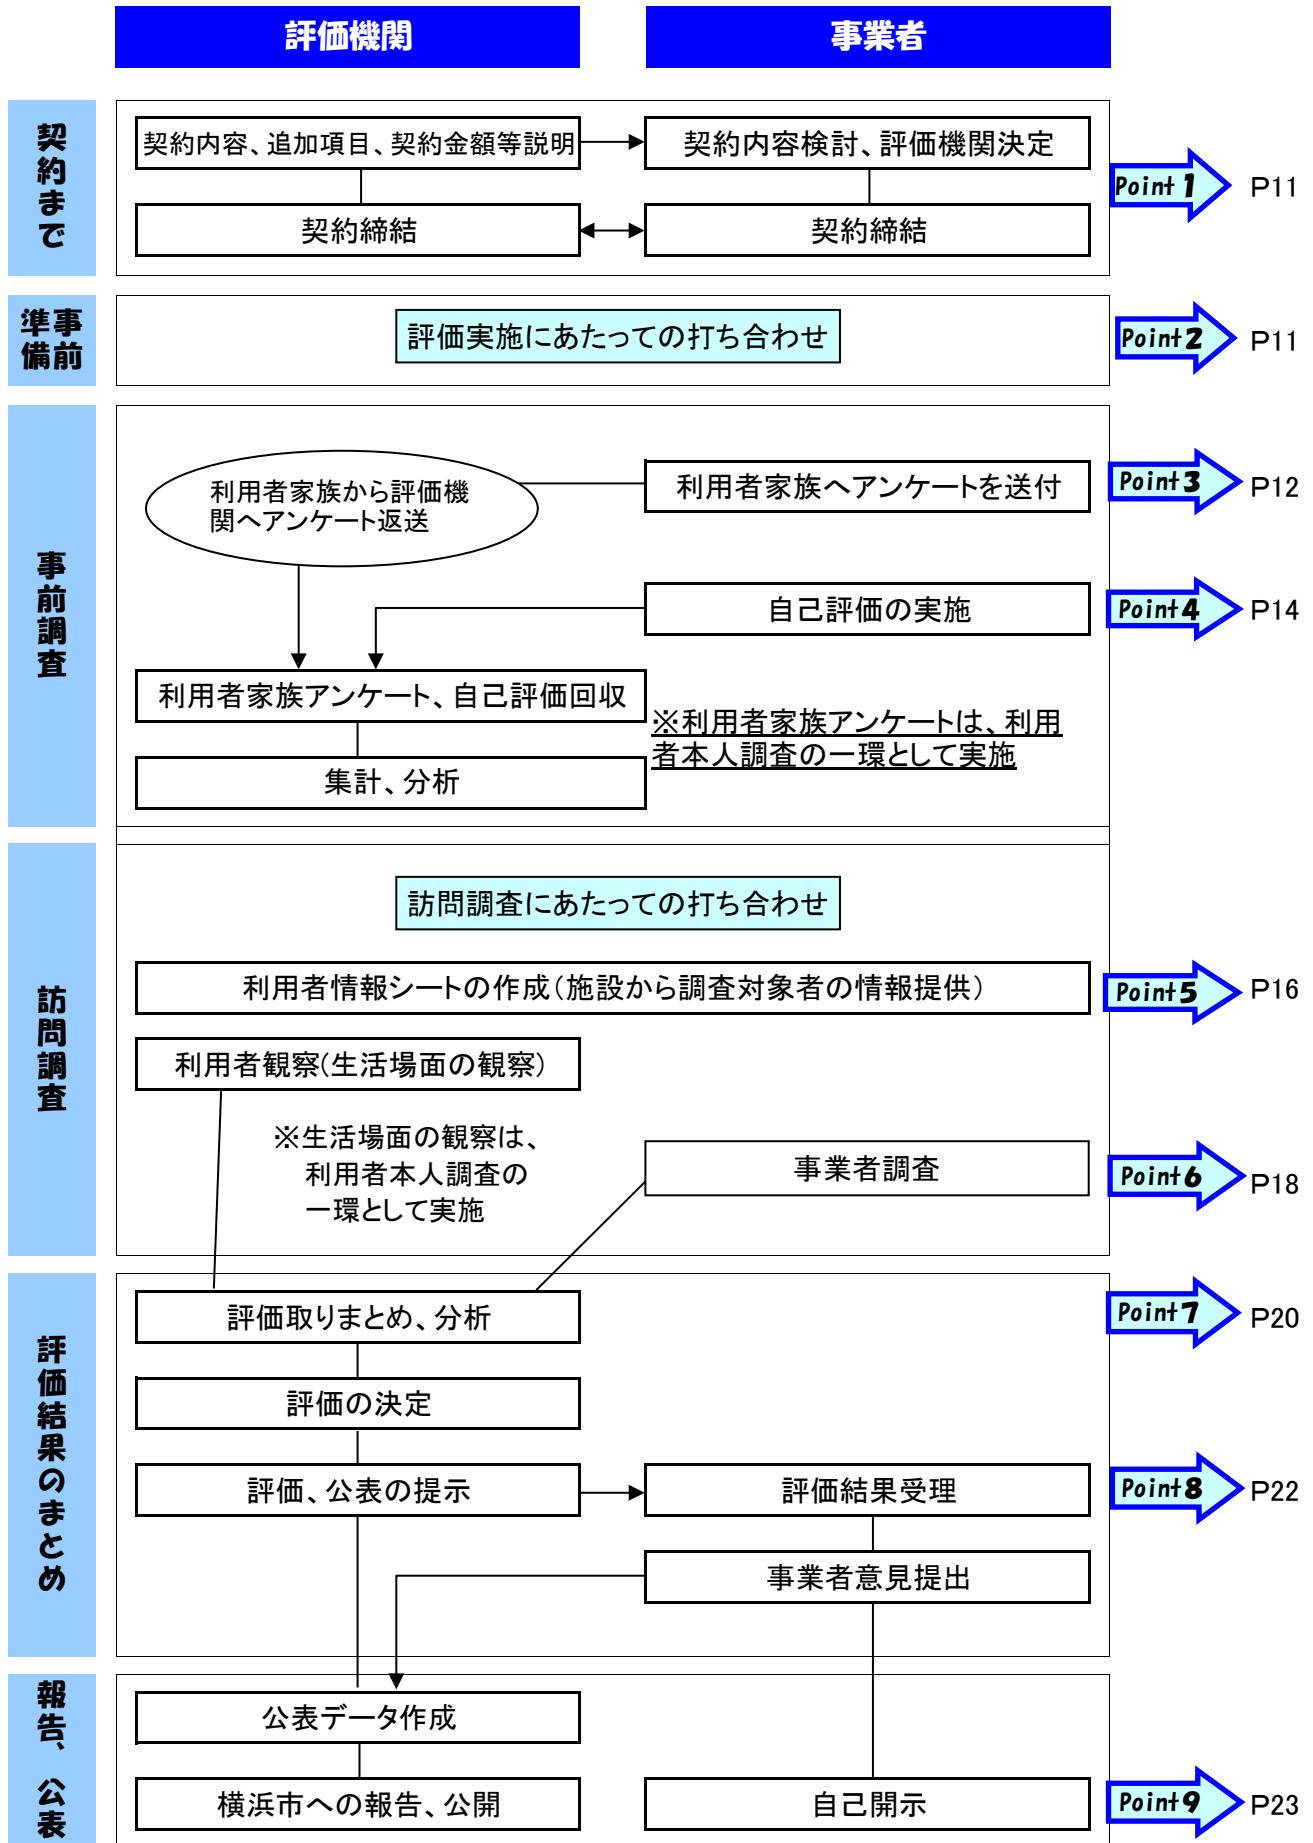 評価機関
事業者
契約まで
契約内容、追加項目、契約金額等説明
契約内容検討、評価機関決定
契約締結
契約締結
Point 1
P11
事前
準備
評価実施にあたっての打ち合わせ
Point 2
P11
事前調査
利用者家族から評価機
関へアンケート返送
利用者家族へアンケートを送付
Point 3
P12
自己評価の実施
Point 4
P14
利用者家族アンケート、自己評価回収
※利用者家族アンケートは、利用
者本人調査の一環として実施
集計、分析
訪問調査
訪問調査にあたっての打ち合わせ
利用者情報シートの作成(施設から調査対象者の情報提供)
Point 5
P16
利用者観察(生活場面の観察)
※生活場面の観察は、
利用者本人調査の
一環として実施
事業者調査
Point 6
P18
評価結果のまとめ
評価取りまとめ、分析
Point 7
P20
評価の決定
評価、公表の提示
評価結果受理
Point 8
P22
事業者意見提出
報告、公表
公表データ作成
横浜市への報告、公開
自己開示
Point 9
P23